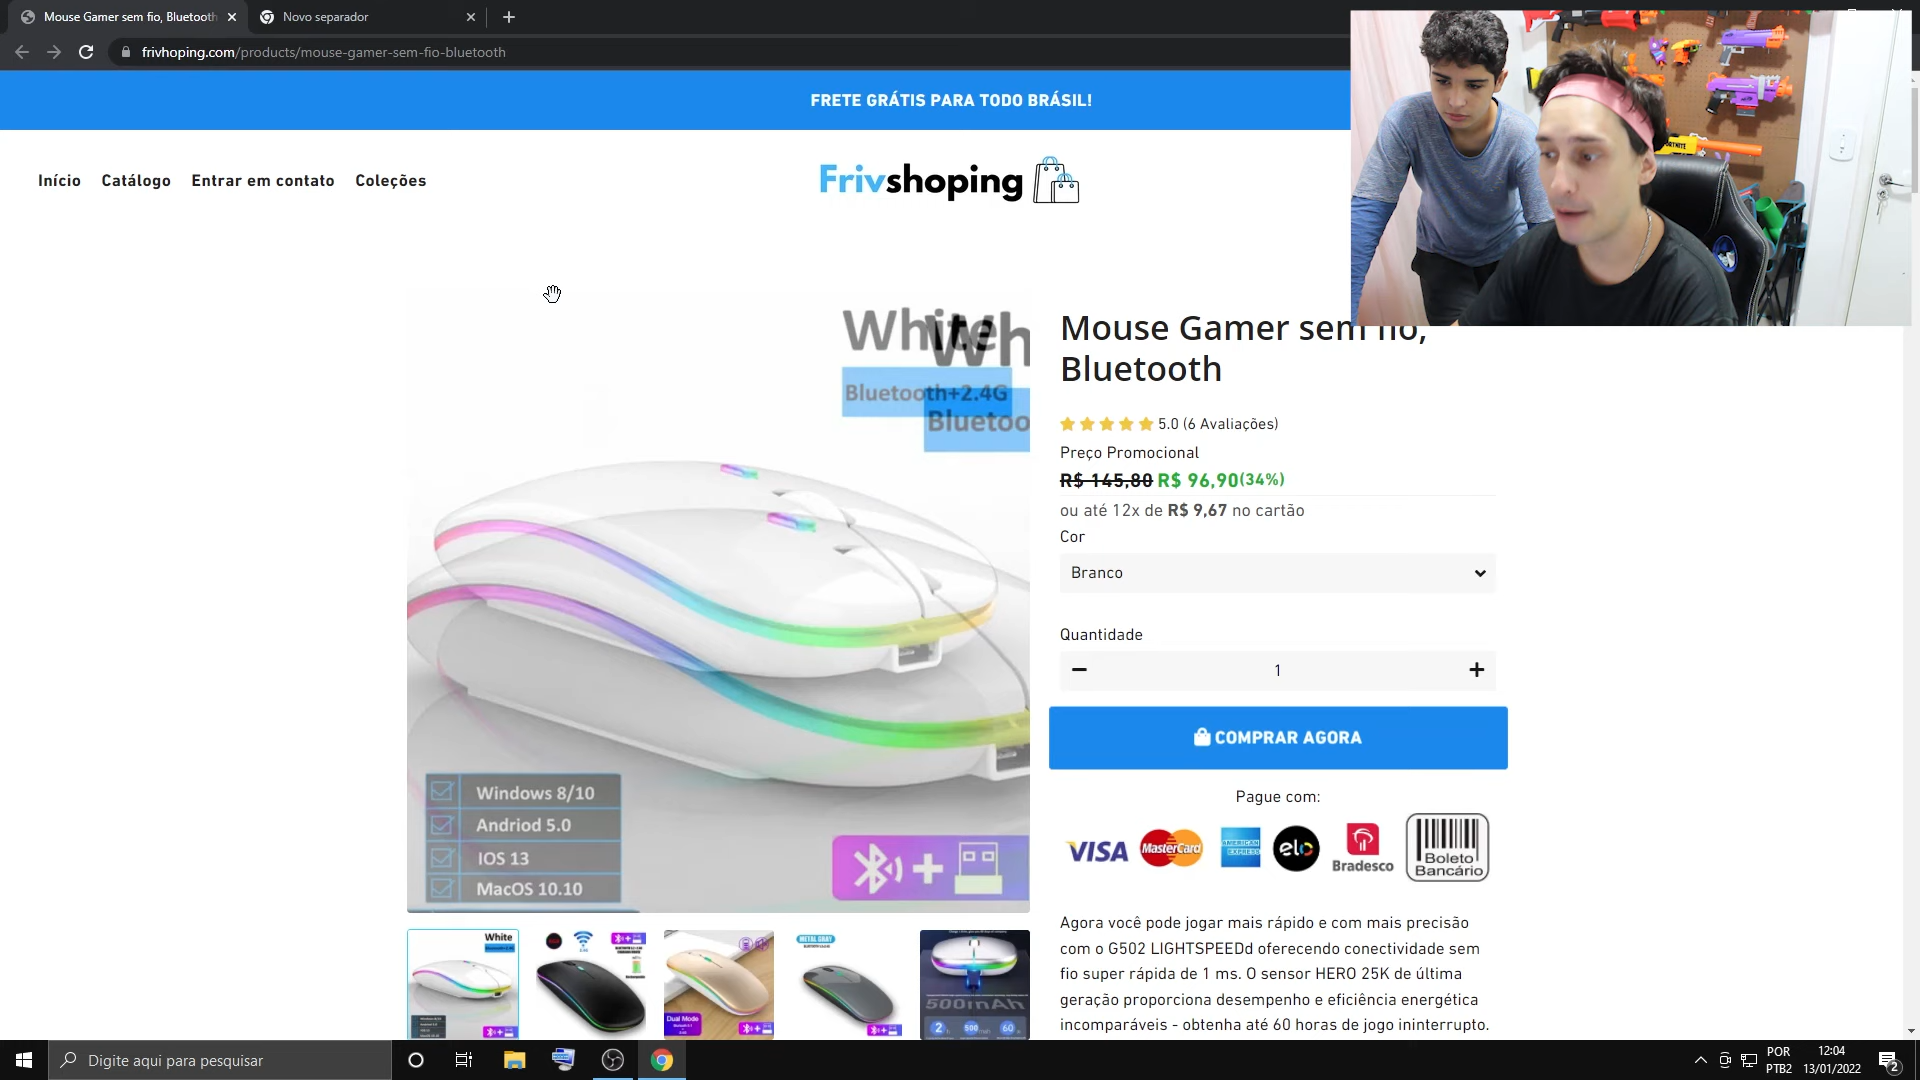 Mouse Gamer sem fio, Bluetooth
Novo separador
frivhoping.com/products/mouse-gamer-sem-fio-bluetooth
FRETE GRÁTIS PARA TODO BRÁSIL!
Início Catálogo Entrar em contato Coleções
Frivshoping
White
Wh
Bluetooth+2.4G
Bluetoo
Windows 8/10
Andriod 5.0
IOS 13
MacOS 10.10
White
Dual Mode
METAL GRAY
500mAh
2h 500 60
Mouse Gamer sem fio,
Bluetooth
5.0 (6 Avaliações)
Preço Promocional
R$ 145,80 R$ 96,90(34%)
ou até 12x de R$ 9,67 no cartão
Cor
Branco
Quantidade
1
COMPRAR AGORA
Pague com:
VISA MasterCard AMERICAN EXPRESS elo Bradesco Boleto Bancário
Agora você pode jogar mais rápido e com mais precisão
com o G502 LIGHTSPEEDd oferecendo conectividade sem
fio super rápida de 1 ms. O sensor HERO 25K de última
geração proporciona desempenho e eficiência energética
incomparáveis - obtenha até 60 horas de jogo ininterrupto.
Digite aqui para pesquisar
POR
PTB2
12:04
13/01/2022
2